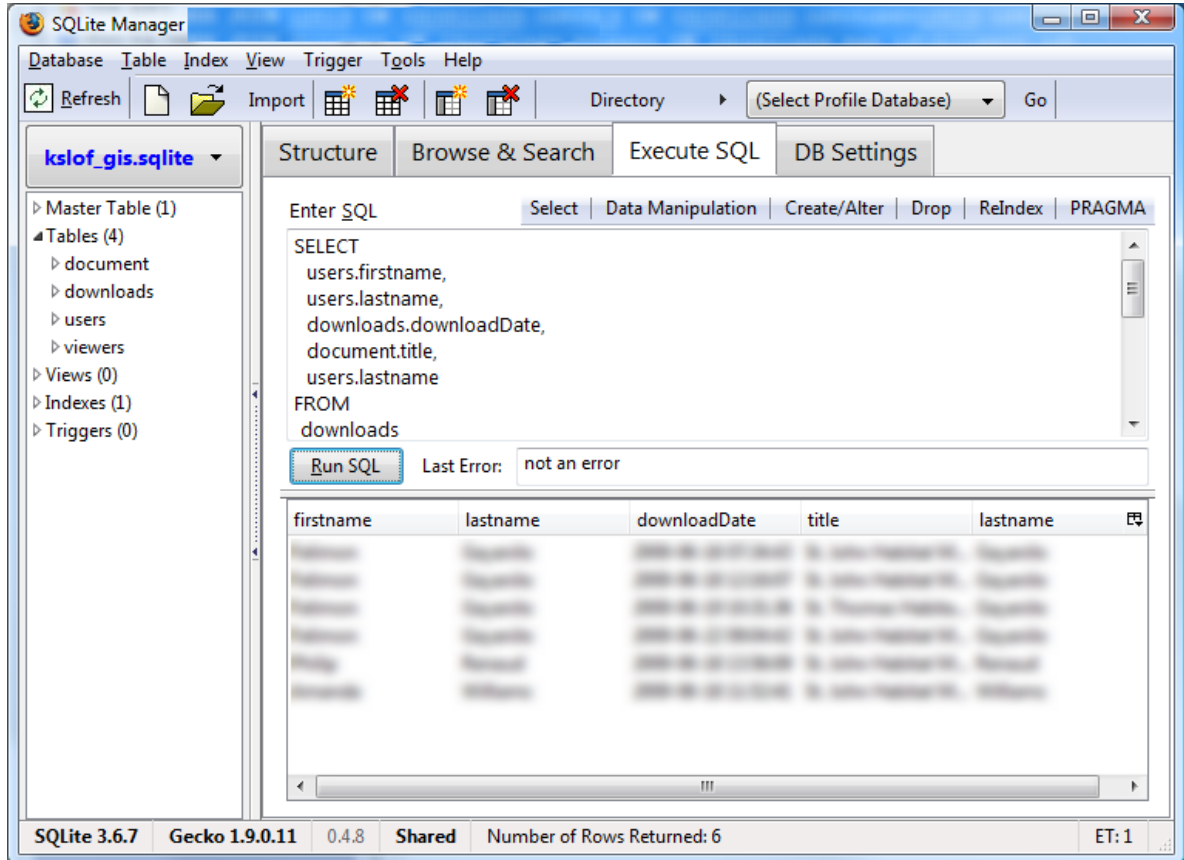 SQLite Manager
Database Table Index View Trigger Tools Help
Refresh Import Directory (Select Profile Database) Go
kslof_gis.sqlite
Structure Browse & Search Execute SQL DB Settings
Master Table (1)
Tables (4)
document
downloads
users
viewers
Views (0)
Indexes (1)
Triggers (0)
Enter SQL Select | Data Manipulation | Create/Alter | Drop | ReIndex | PRAGMA
SELECT
users.firstname,
users.lastname,
downloads.downloadDate,
document.title,
users.lastname
FROM
downloads
Run SQL Last Error: not an error
firstname lastname downloadDate title lastname
SQLite 3.6.7 Gecko 1.9.0.11 0.4.8 Shared Number of Rows Returned: 6 ET: 1